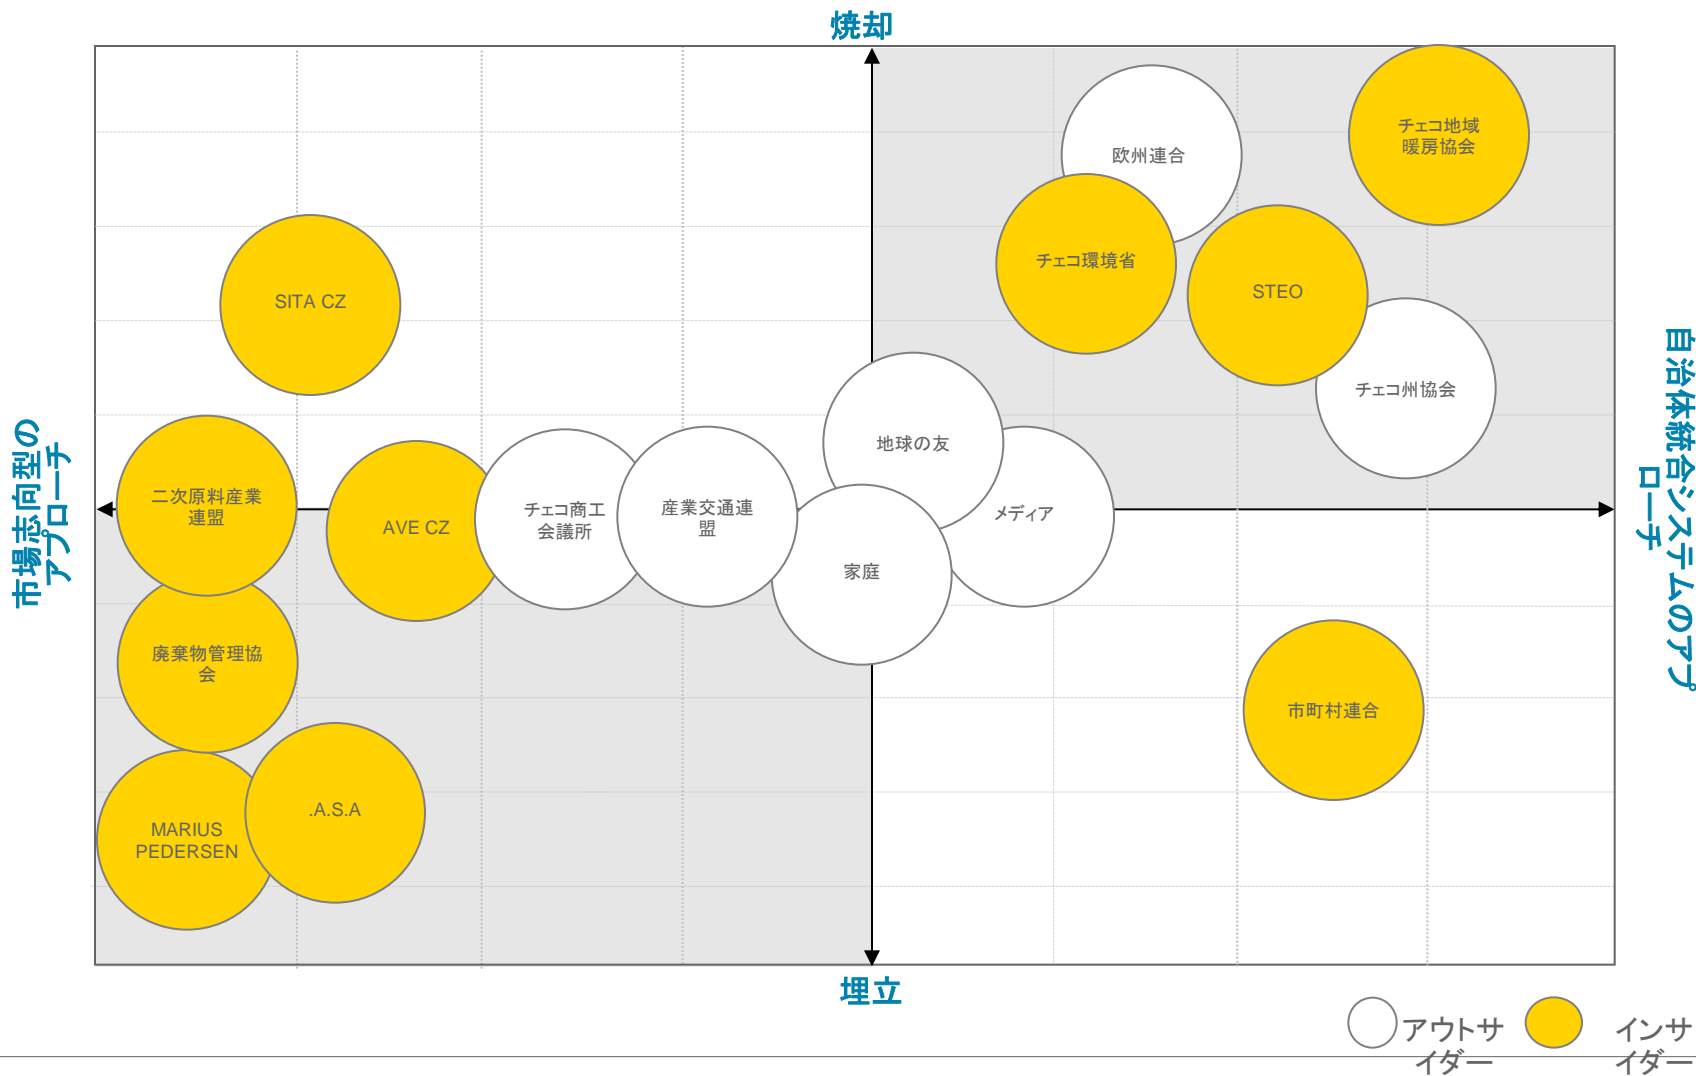 焼却
チェコ地域
暖房協会
欧州連合
チェコ環境省
STEO
SITA CZ
チェコ州協会
地球の友
市場志向型の
アプローチ
自治体統合システムのアプ
ローチ
二次原料産業
連盟
AVE CZ
チェコ商工
会議所
産業交通連
盟
メディア
家庭
廃棄物管理協
会
市町村連合
.A.S.A
MARIUS
PEDERSEN
埋立
アウトサ
イダー
インサ
イダー